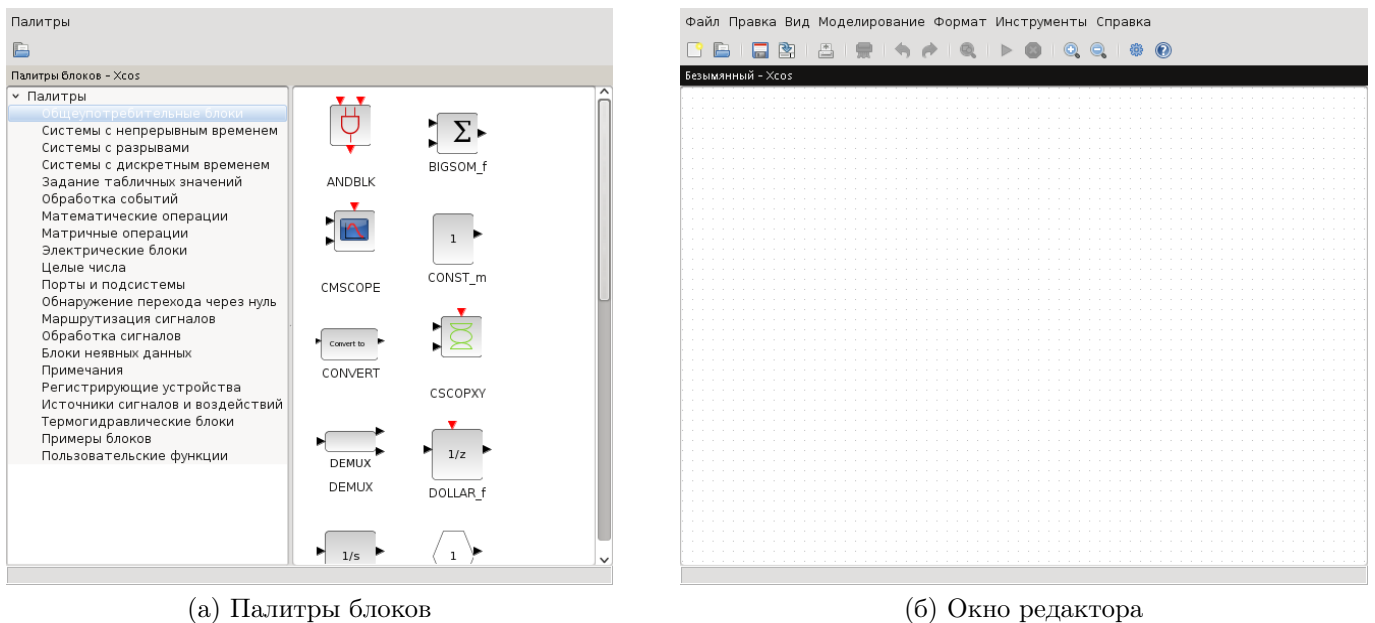 Палитры
Палитры блоков - Xcos
Палитры
Общеупотребительные блоки
Системы с непрерывным временем
Системы с разрывами
Системы с дискретным временем
Задание табличных значений
Обработка событий
Математические операции
Матричные операции
Электрические блоки
Целые числа
Порты и подсистемы
Обнаружение перехода через нуль
Маршрутизация сигналов
Обработка сигналов
Блоки неявных данных
Примечания
Регистрирующие устройства
Источники сигналов и воздействий
Термогидравлические блоки
Примеры блоков
Пользовательские функции
Σ
ANDBLK
BIGSOM_f
1
CMSCOPE
CONST_m
Convert to
CONVERT
CSCOPXY
DEMUX
1/z
DEMUX
DOLLAR_f
1/s
1
(а) Палитры блоков
Файл Правка Вид Моделирование Формат Инструменты Справка
Безымянный - Xcos
(б) Окно редактора